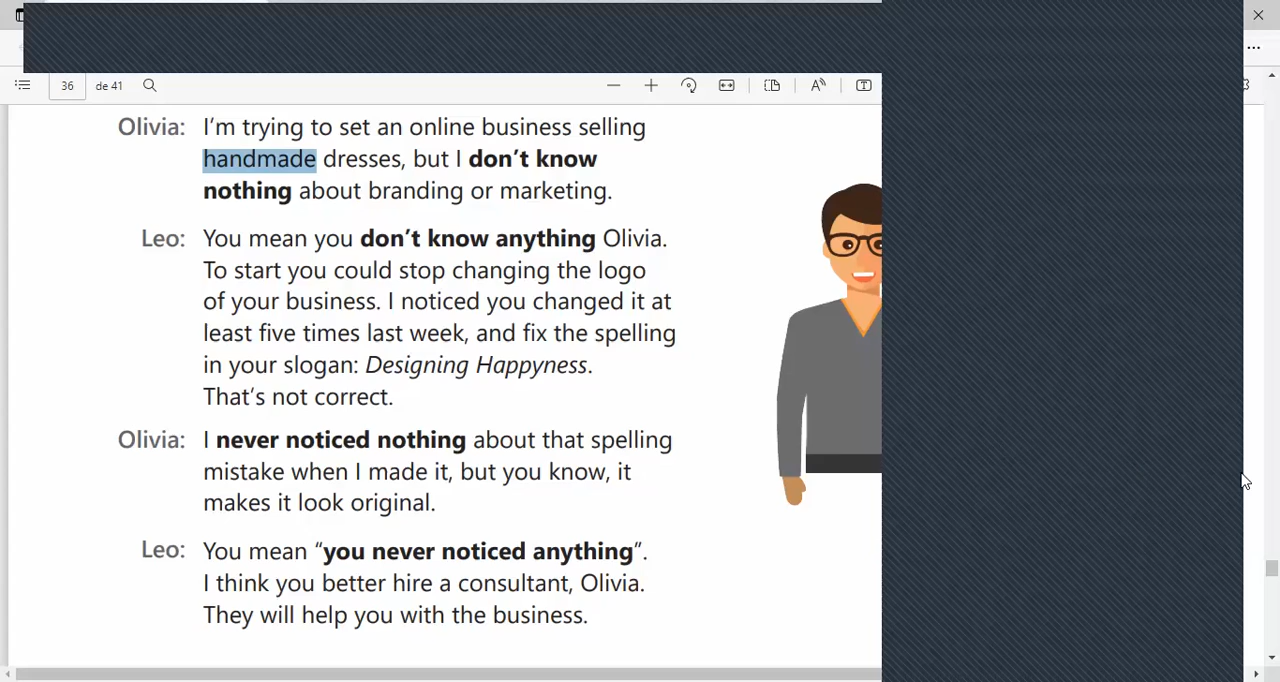 36 de 41
Olivia: I'm trying to set an online business selling
handmade dresses, but I don't know
nothing about branding or marketing.
Leo: You mean you don't know anything Olivia.
To start you could stop changing the logo
of your business. I noticed you changed it at
least five times last week, and fix the spelling
in your slogan: Designing Happyness.
That's not correct.
Olivia: I never noticed nothing about that spelling
mistake when I made it, but you know, it
makes it look original.
Leo: You mean “you never noticed anything”.
I think you better hire a consultant, Olivia.
They will help you with the business.